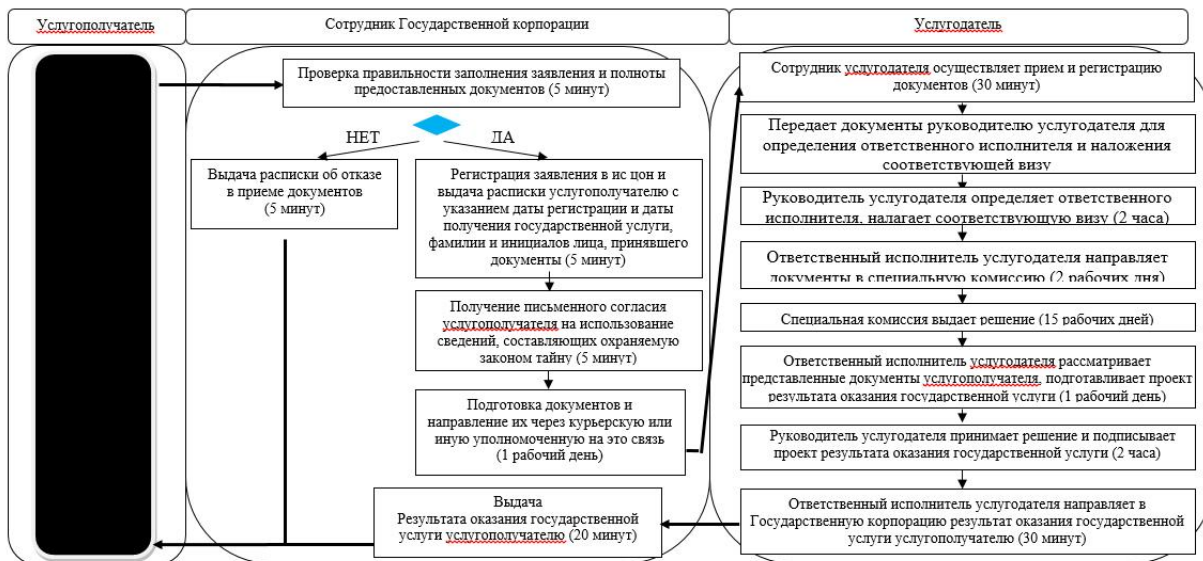 Услугополучатель
Сотрудник Государственной корпорации
Услугодатель
Проверка правильности заполнения заявления и полноты
предоставленных документов (5 минут)
НЕТ
ДА
Выдача расписки об отказе
в приеме документов
(5 минут)
Регистрация заявления в ис цон и
выдача расписки услугополучателю с
указанием даты регистрации и даты
получения государственной услуги,
фамилии и инициалов лица, принявшего
документы (5 минут)
Получение письменного согласия
услугополучателя на использование
сведений, составляющих охраняемую
законом тайну (5 минут)
Подготовка документов и
направление их через курьерскую или
иную уполномоченную на это связь
(1 рабочий день)
Выдача
Результата оказания государственной
услуги услугополучателю (20 минут)
Сотрудник услугодателя осуществляет прием и регистрацию
документов (30 минут)
Передает документы руководителю услугодателя для
определения ответственного исполнителя и наложения
соответствующей визу
Руководитель услугодателя определяет ответственного
исполнителя, налагает соответствующую визу (2 часа)
Ответственный исполнитель услугодателя направляет
документы в специальную комиссию (2 рабочих дня)
Специальная комиссия выдает решение (15 рабочих дней)
Ответственный исполнитель услугодателя рассматривает
представленные документы услугополучателя, подготавливает проект
результата оказания государственной услуги (1 рабочий день)
Руководитель услугодателя принимает решение и подписывает
проект результата оказания государственной услуги (2 часа)
Ответственный исполнитель услугодателя направляет в
Государственную корпорацию результат оказания государственной
услуги услугополучателю (30 минут)